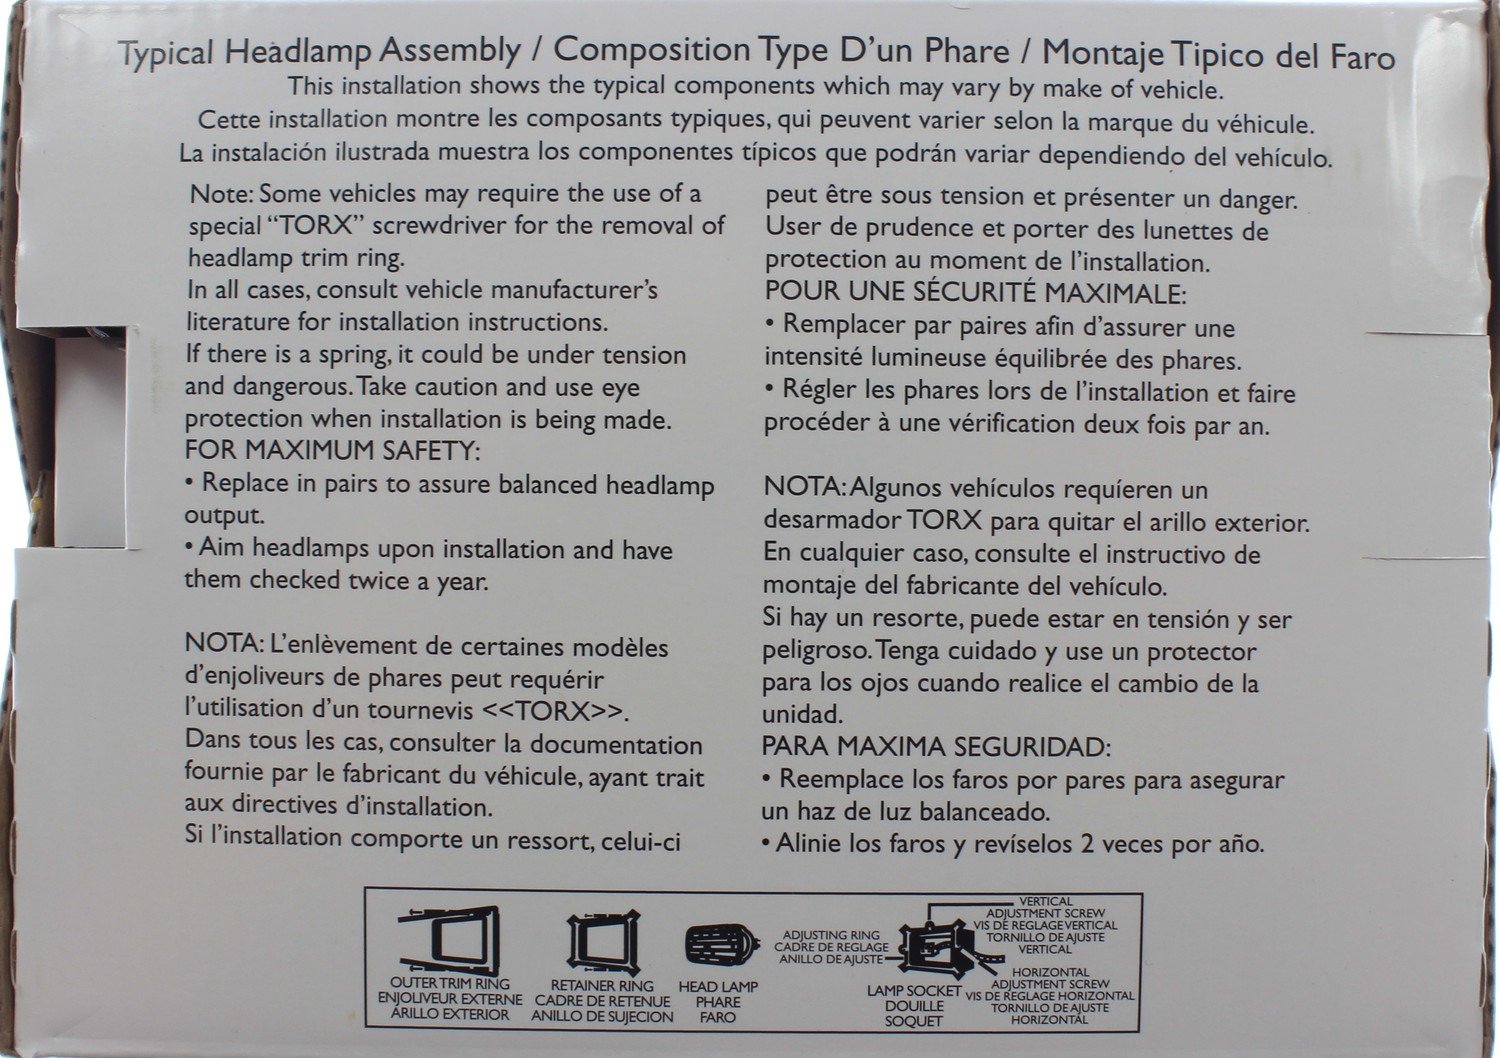 Typical Headlamp Assembly / Composition Type D'un Phare / Montaje Tipico del Faro
This installation shows the typical components which may vary by make of vehicle.
Cette installation montre les composants typiques, qui peuvent varier selon la marque du véhicule.
La instalación ilustrada muestra los componentes típicos que podrán variar dependiendo del vehículo.
Note: Some vehicles may require the use of a
special “TORX” screwdriver for the removal of
headlamp trim ring.
In all cases, consult vehicle manufacturer's
literature for installation instructions.
If there is a spring, it could be under tension
and dangerous. Take caution and use eye
protection when installation is being made.
FOR MAXIMUM SAFETY:
• Replace in pairs to assure balanced headlamp
output.
• Aim headlamps upon installation and have
them checked twice a year.
NOTA: L'enlèvement de certaines modèles
d'enjoliveurs de phares peut requérir
l'utilisation d'un tournevis <<TORX>>.
Dans tous les cas, consulter la documentation
fournie par le fabricant du véhicule, ayant trait
aux directives d'installation.
Si l'installation comporte un ressort, celui-ci
peut être sous tension et présenter un danger.
User de prudence et porter des lunettes de
protection au moment de l'installation.
POUR UNE SÉCURITÉ MAXIMALE:
• Remplacer par paires afin d'assurer une
intensité lumineuse équilibrée des phares.
• Régler les phares lors de l'installation et faire
procéder à une vérification deux fois par an.
NOTA: Algunos vehículos requíeren un
desarmador TORX para quitar el arillo exterior.
En cualquier caso, consulte el instructivo de
montaje del fabricante del vehículo.
Si hay un resorte, puede estar en tensión y ser
peligroso. Tenga cuidado y use un protector
para los ojos cuando realice el cambio de la
unidad.
PARA MAXIMA SEGURIDAD:
• Reemplace los faros por pares para asegurar
un haz de luz balanceado.
• Alinie los faros y revíselos 2 veces por año.
OUTER TRIM RING
ENJOLIVEUR EXTERNE
ARILLO EXTERIOR
RETAINER RING
CADRE DE RETENUE
ANILLO DE SUJECION
HEAD LAMP
PHARE
FARO
ADJUSTING RING
CADRE DE REGLAGE
ANILLO DE AJUSTE
LAMP SOCKET
DOUILLE
SOQUET
VERTICAL
ADJUSTMENT SCREW
VIS DE REGLAGE VERTICAL
TORNILLO DE AJUSTE
VERTICAL
HORIZONTAL
ADJUSTMENT SCREW
VIS DE REGLAGE HORIZONTAL
TORNILLO DE AJUSTE
HORIZONTAL